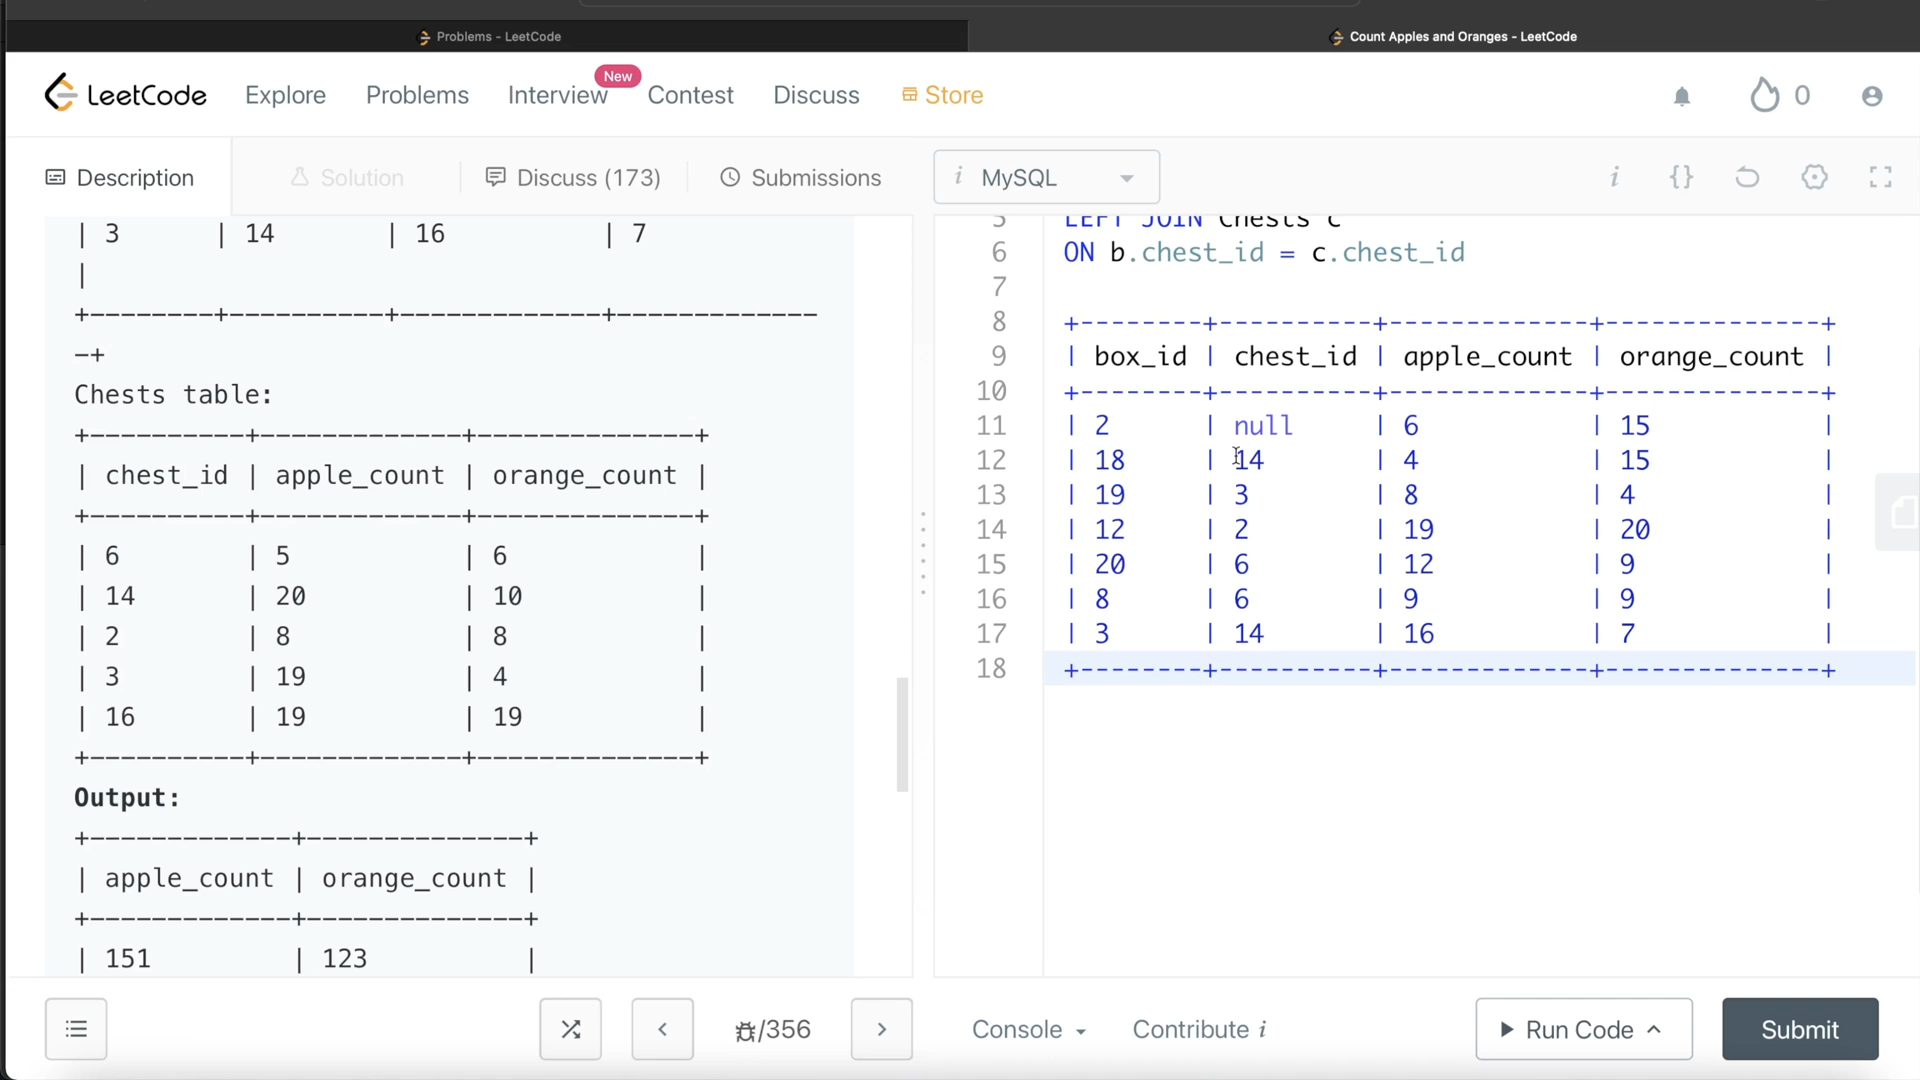 Problems - LeetCode
Count Apples and Oranges - LeetCode
LeetCode
Explore
Problems
Interview
New
Contest
Discuss
Store
0
Description
Solution
Discuss (173)
Submissions
i MySQL
i {}
| 3 | 14 | 16 | 7
|
+--------+----------+--------------+-------------
-+
Chests table:
+----------+-------------+--------------+
| chest_id | apple_count | orange_count |
+----------+-------------+--------------+
| 6 | 5 | 6 |
| 14 | 20 | 10 |
| 2 | 8 | 8 |
| 3 | 19 | 4 |
| 16 | 19 | 19 |
+----------+-------------+--------------+
Output:
+-------------+--------------+
| apple_count | orange_count |
+-------------+--------------+
| 151 | 123 |
5 LEFT JOIN Chests c
6 ON b.chest_id = c.chest_id
7
8 +--------+----------+-------------+--------------+
9 | box_id | chest_id | apple_count | orange_count |
10 +--------+----------+-------------+--------------+
11 | 2 | null | 6 | 15 |
12 | 18 | 14 | 4 | 15 |
13 | 19 | 3 | 8 | 4 |
14 | 12 | 2 | 19 | 20 |
15 | 20 | 6 | 12 | 9 |
16 | 8 | 6 | 9 | 9 |
17 | 3 | 14 | 16 | 7 |
18 +--------+----------+-------------+--------------+
/356
Console
Contribute i
Run Code
Submit